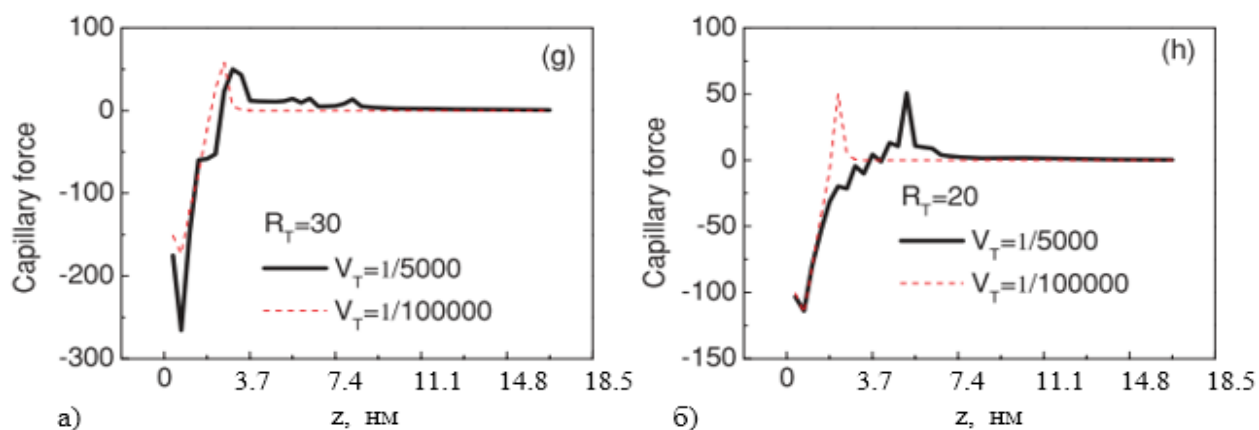 100
50
0
-100
-200
-300
Capillary force
(g)
R_T=30
V_T=1/5000
V_T=1/100000
0 3.7 7.4 11.1 14.8 18.5
а) z, нм
100
50
0
-50
-100
-150
Capillary force
(h)
R_T=20
V_T=1/5000
V_T=1/100000
0 3.7 7.4 11.1 14.8 18.5
б) z, нм